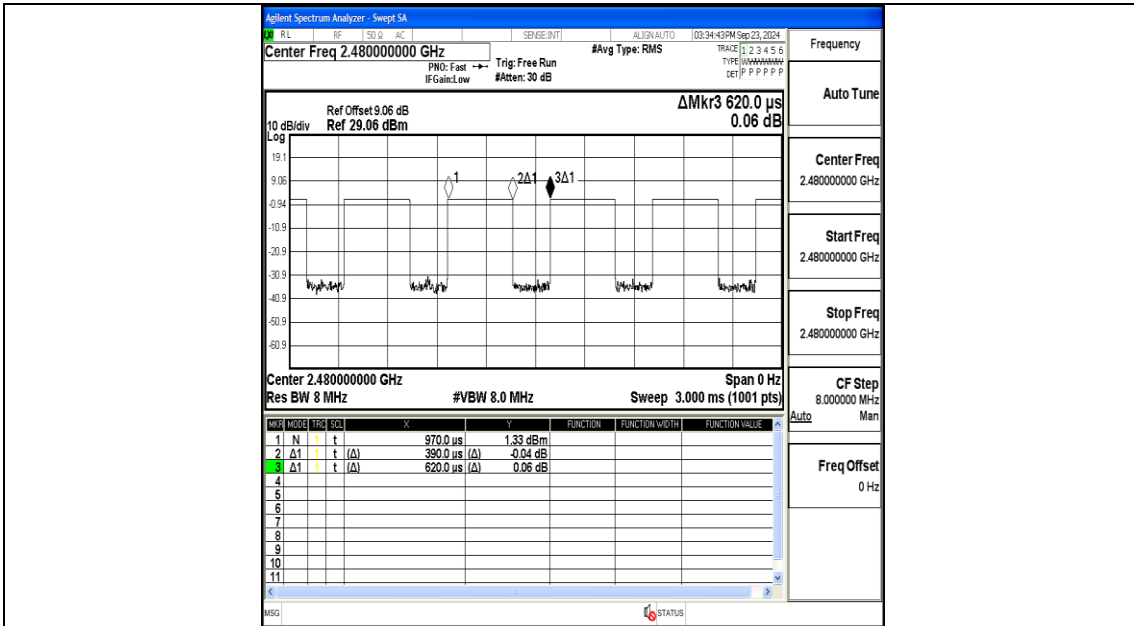 Agilent Spectrum Analyzer - Swept SA
RL RF 50 Ω AC SENSE:INT ALIGN AUTO 03:34:43PM Sep 23, 2024
Center Freq 2.480000000 GHz #Avg Type: RMS TRACE 1 2 3 4 5 6
PNO: Fast Trig: Free Run TYPE
IFGain:Low #Atten: 30 dB DET P P P P P P
Frequency
Auto Tune
Center Freq
2.480000000 GHz
Start Freq
2.480000000 GHz
Stop Freq
2.480000000 GHz
CF Step
8.000000 MHz
Auto Man
Freq Offset
0 Hz
ΔMkr3 620.0 µs
0.06 dB
Ref Offset 9.06 dB
10 dB/div Ref 29.06 dBm
Log
19.1
9.06
-0.94
-10.9
-20.9
-30.9
-40.9
-50.9
-60.9
1 2Δ1 3Δ1
Center 2.480000000 GHz Span 0 Hz
Res BW 8 MHz #VBW 8.0 MHz Sweep 3.000 ms (1001 pts)
MKR MODE TRC SCL X Y FUNCTION FUNCTION WIDTH FUNCTION VALUE
1 N 1 t 970.0 µs 1.33 dBm
2 Δ1 1 t (Δ) 390.0 µs (Δ) -0.04 dB
3 Δ1 1 t (Δ) 620.0 µs (Δ) 0.06 dB
4
5
6
7
8
9
10
11
MSG STATUS